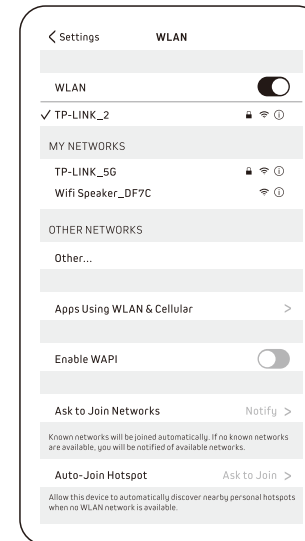 Settings WLAN
WLAN
TP-LINK_2
MY NETWORKS
TP-LINK_5G
Wifi Speaker_DF7C
OTHER NETWORKS
Other...
Apps Using WLAN & Cellular
Enable WAPI
Ask to Join Networks Notify
Known networks will be joined automatically. If no known networks
are available, you will be notified of available networks.
Auto-Join Hotspot Ask to Join
Allow this device to automatically discover nearby personal hotspots
when no WLAN network is available.